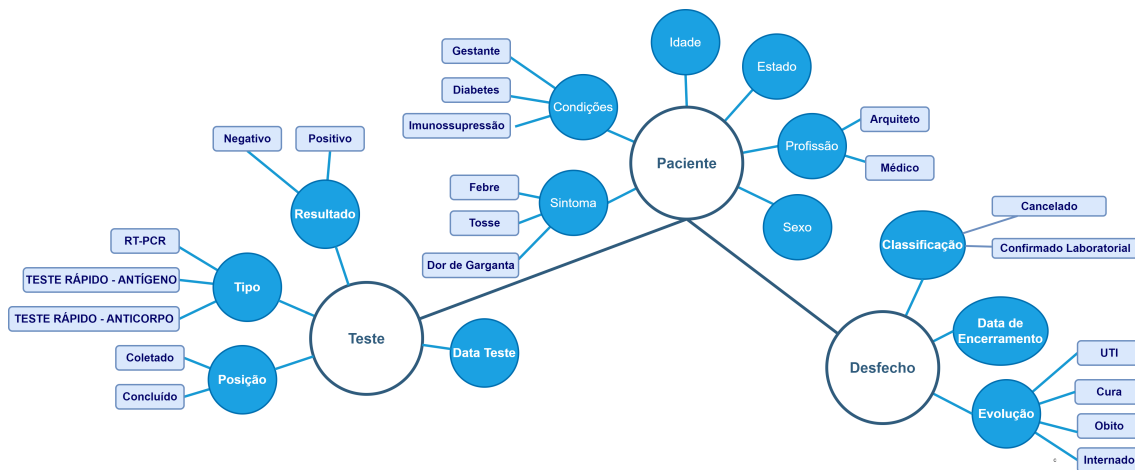 Idade
Estado
Gestante
Diabetes
Imunossupressão
Condições
Arquiteto
Profissão
Médico
Paciente
Negativo
Positivo
Resultado
Febre
Tosse
Dor de Garganta
Sintoma
Sexo
Cancelado
Classificação
Confirmado Laboratorial
RT-PCR
TESTE RÁPIDO - ANTÍGENO
TESTE RÁPIDO - ANTICORPO
Tipo
Teste
Data Teste
Coletado
Concluído
Posição
Data de
Encerramento
Desfecho
UTI
Cura
Evolução
Obito
Internado
c